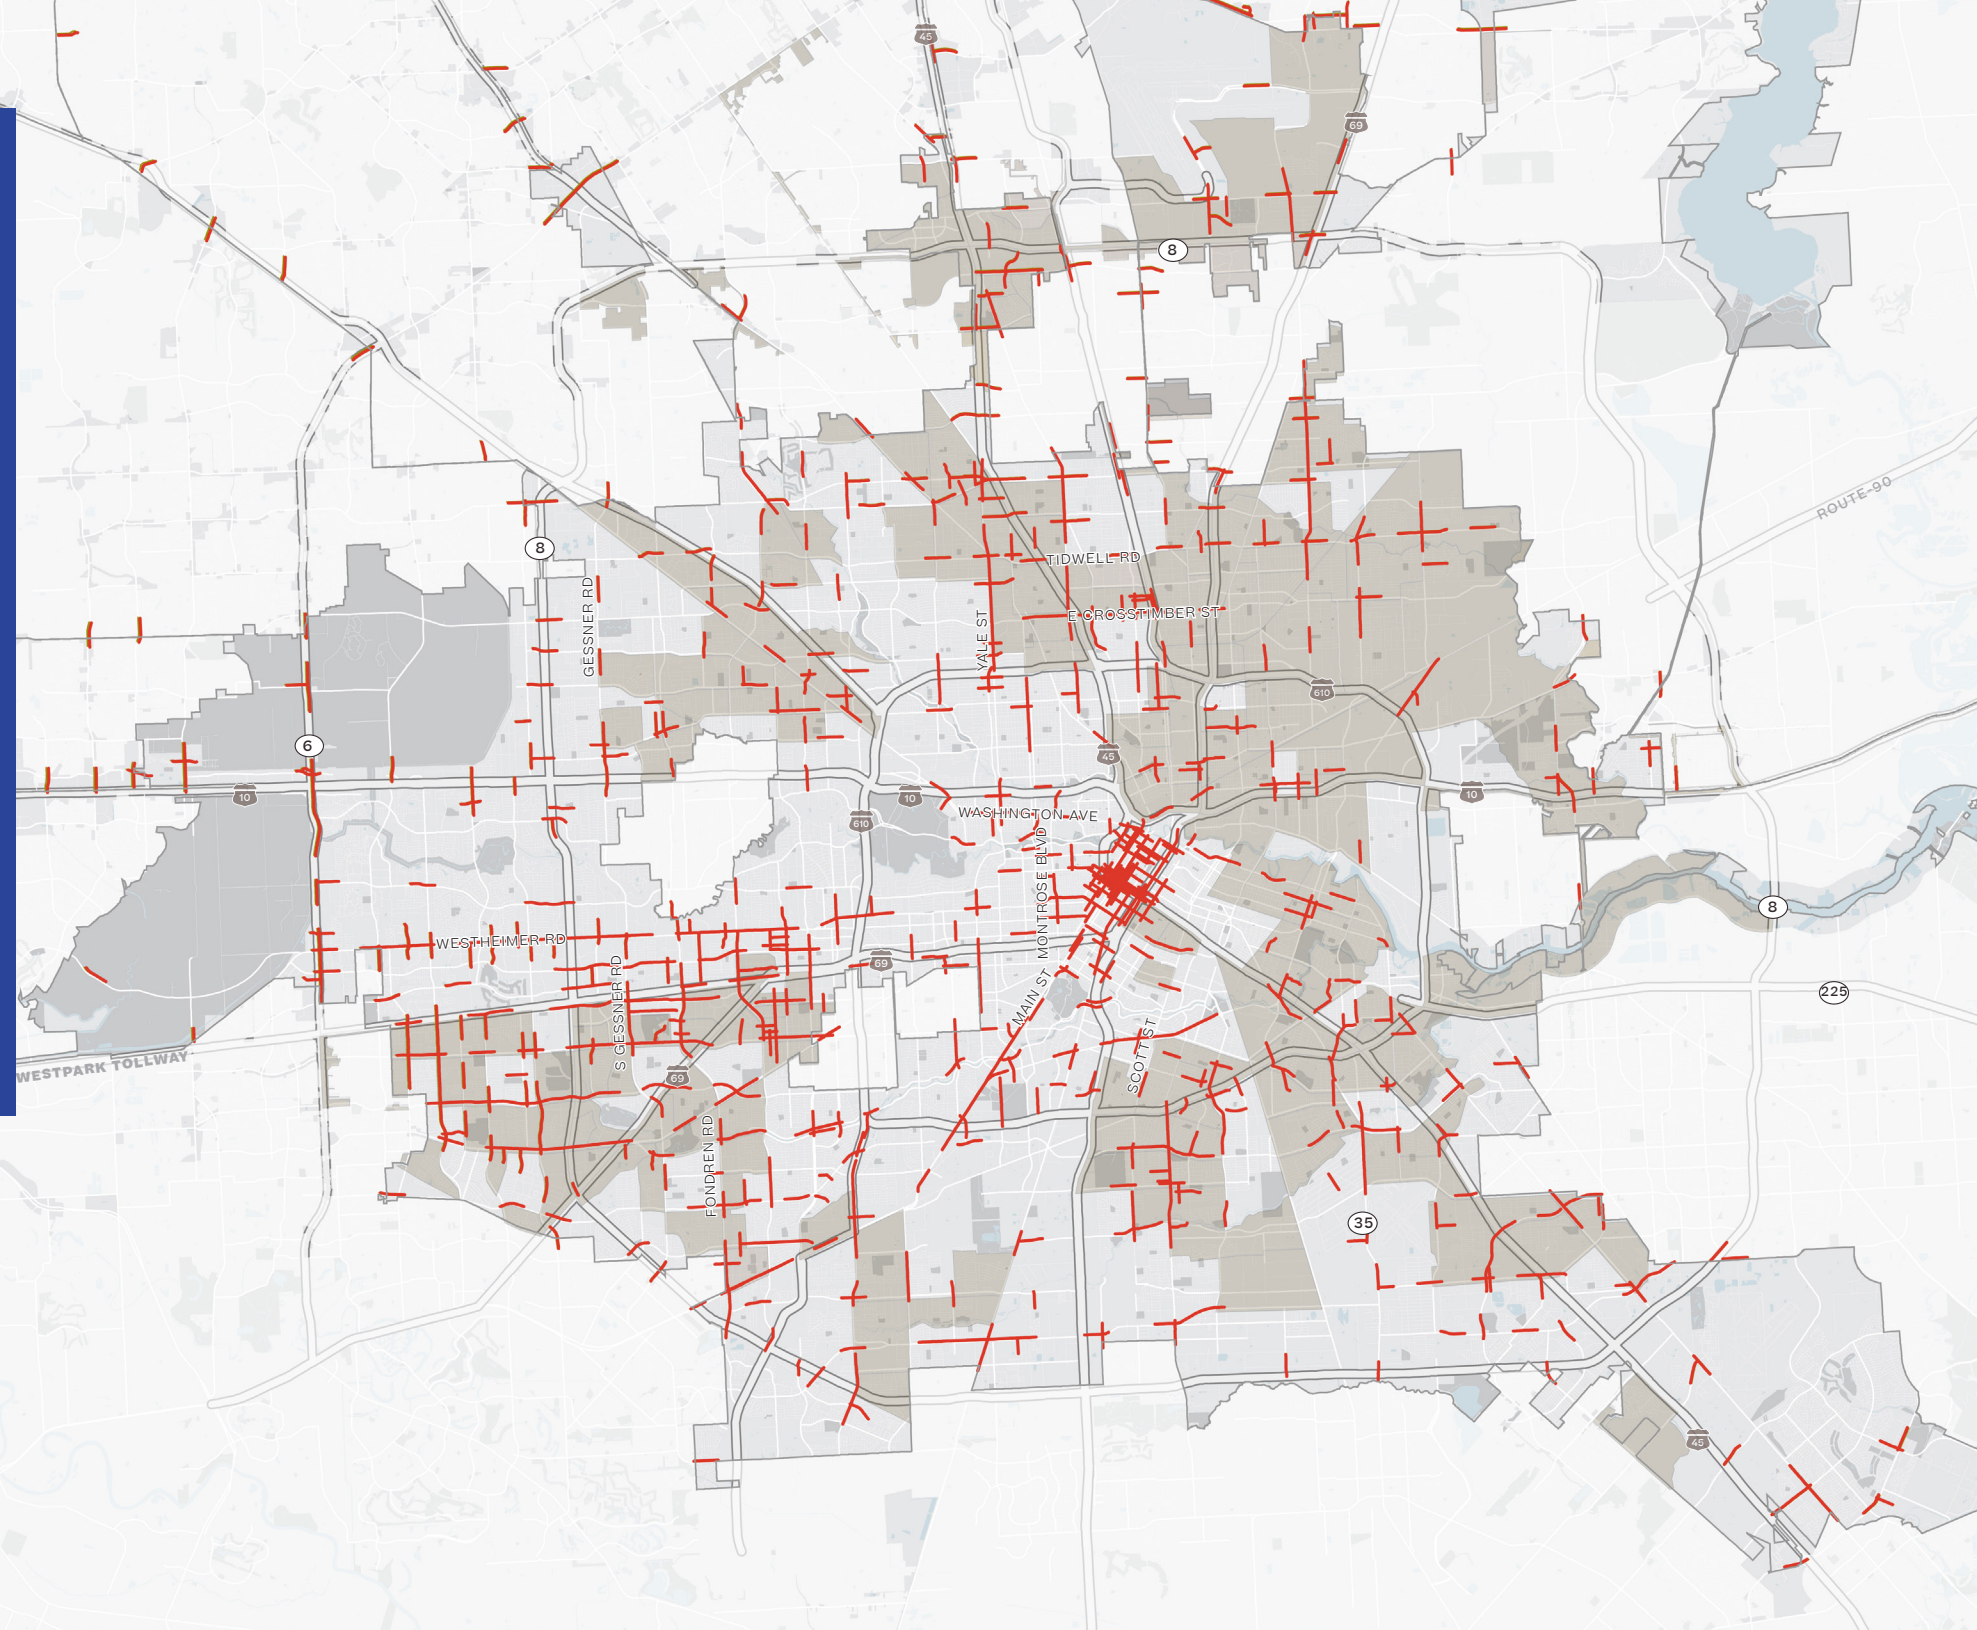 45
69
8
ROUTE-90
8
TIDWELL RD
GESSNER RD
YALE ST
E CROSSTIMBER ST
610
6
45
10
10
10
WASHINGTON AVE
610
MONTROSE BLVD
8
WESTHEIMER RD
69
S GESSNER RD
MAIN ST
225
SCOTT ST
WESTPARK TOLLWAY
69
FONDREN RD
35
45